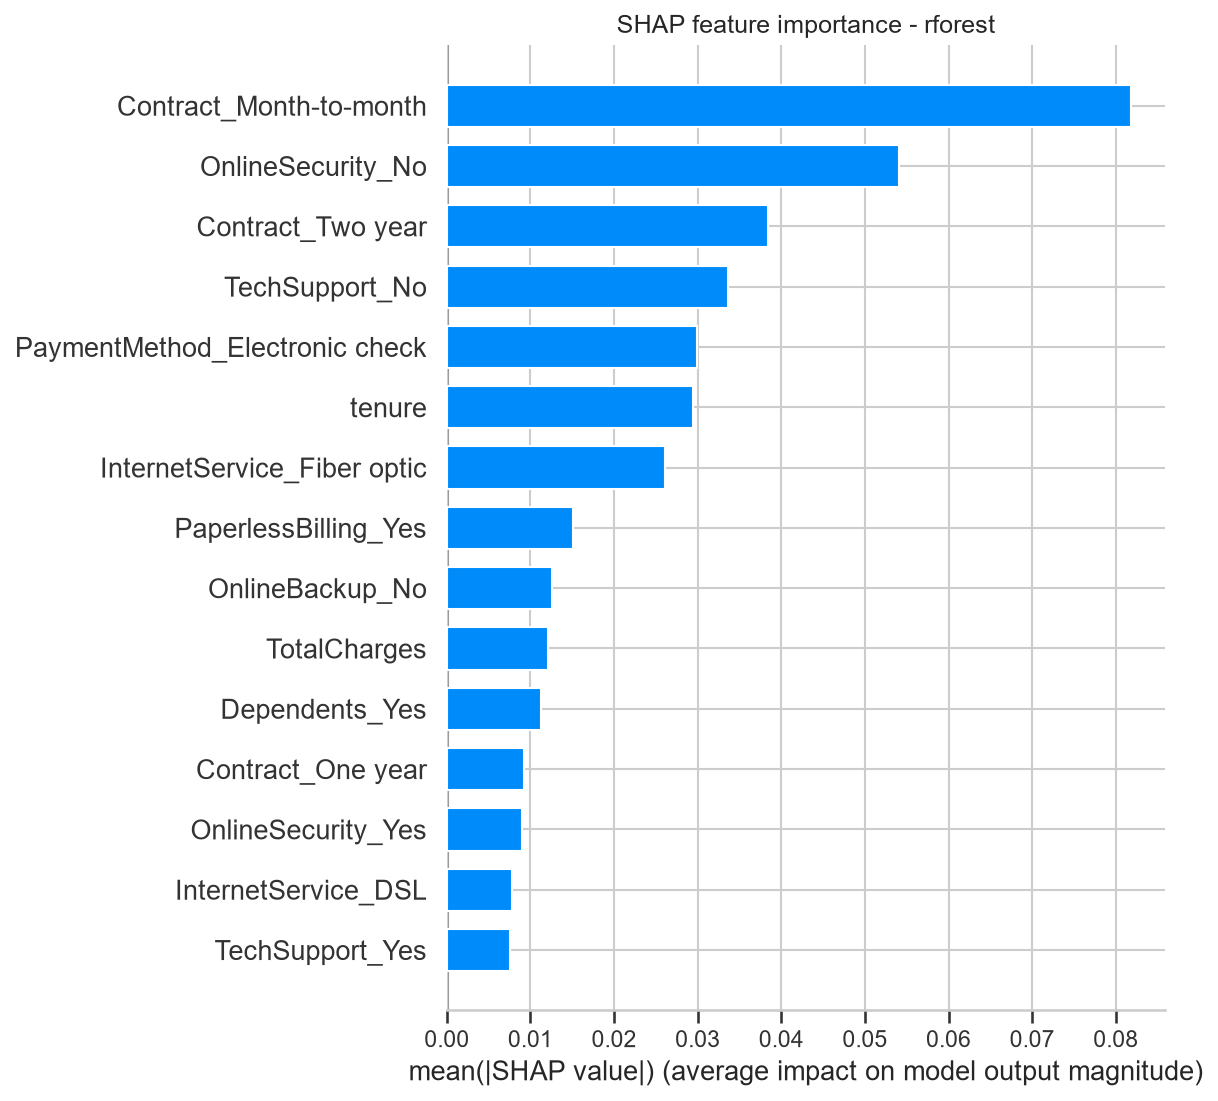 SHAP feature importance - rforest
Contract_Month-to-month
OnlineSecurity_No
Contract_Two year
TechSupport_No
PaymentMethod_Electronic check
tenure
InternetService_Fiber optic
PaperlessBilling_Yes
OnlineBackup_No
TotalCharges
Dependents_Yes
Contract_One year
OnlineSecurity_Yes
InternetService_DSL
TechSupport_Yes
0.00 0.01 0.02 0.03 0.04 0.05 0.06 0.07 0.08
mean(|SHAP value|) (average impact on model output magnitude)